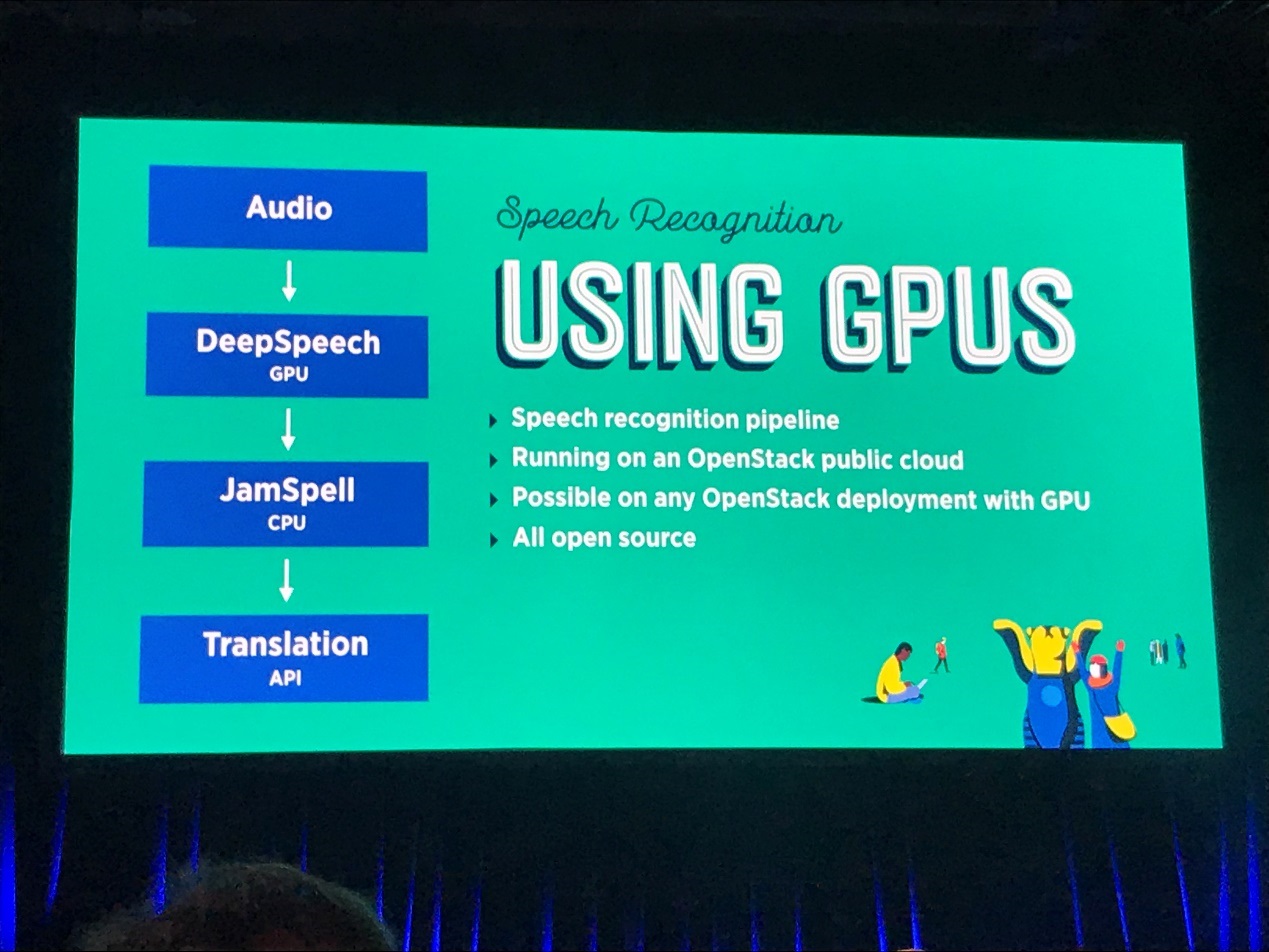 Audio
DeepSpeech
GPU
JamSpell
CPU
Translation
API
Speech Recognition
USING GPUS
Speech recognition pipeline
Running on an OpenStack public cloud
Possible on any OpenStack deployment with GPU
All open source